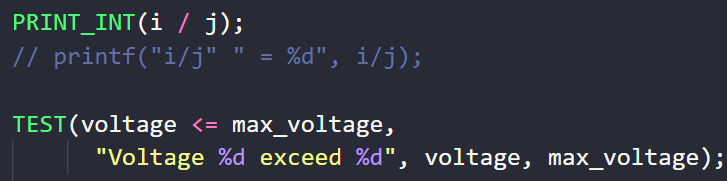 PRINT_INT(i / j);
// printf("i/j" " = %d", i/j);
TEST(voltage <= max_voltage,
"Voltage %d exceed %d", voltage, max_voltage);